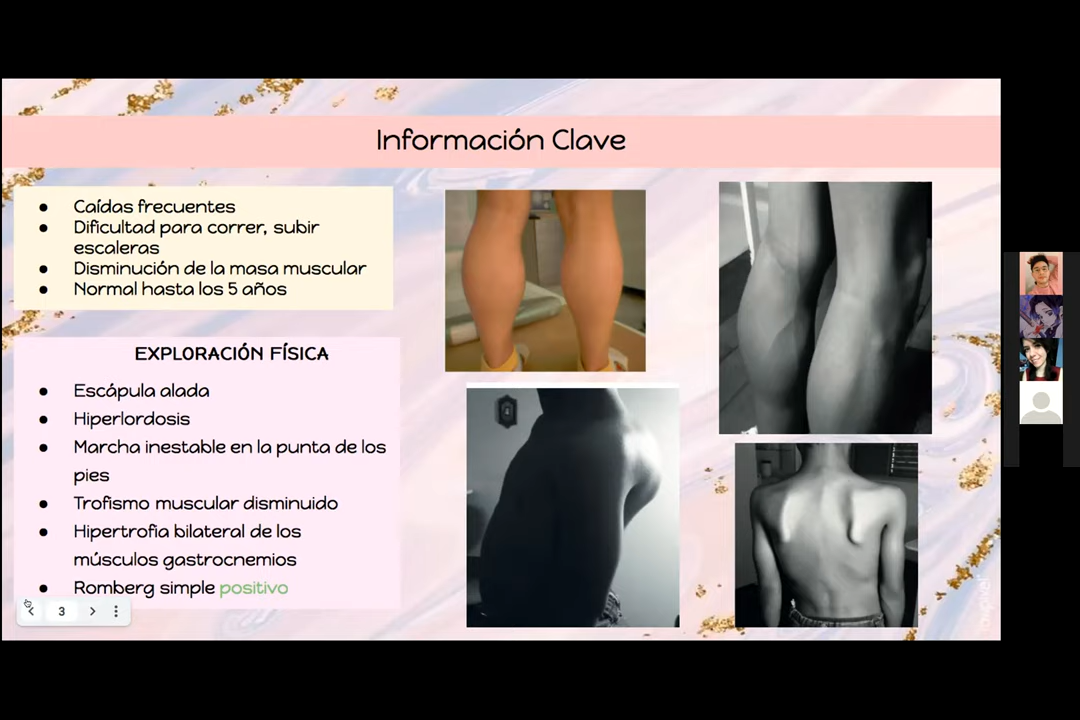 Información Clave
● Caídas frecuentes
● Dificultad para correr, subir
escaleras
● Disminución de la masa muscular
● Normal hasta los 5 años
EXPLORACIÓN FÍSICA
● Escápula alada
● Hiperlordosis
● Marcha inestable en la punta de los
pies
● Trofismo muscular disminuido
● Hipertrofia bilateral de los
músculos gastrocnemios
● Romberg simple positivo
3